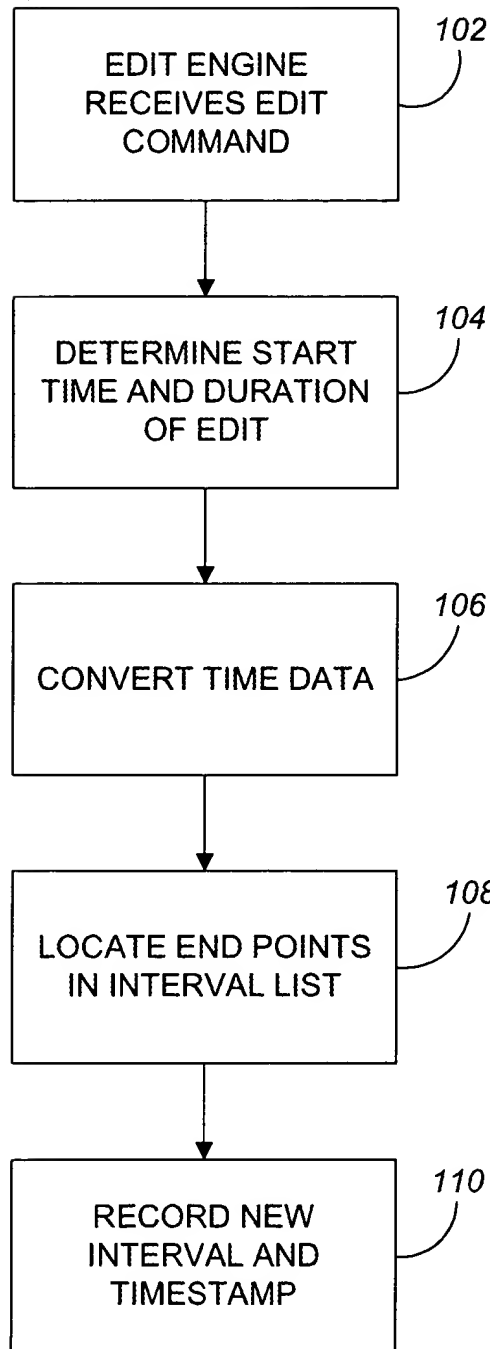 102
EDIT ENGINE
RECEIVES EDIT
COMMAND
104
DETERMINE START
TIME AND DURATION
OF EDIT
106
CONVERT TIME DATA
108
LOCATE END POINTS
IN INTERVAL LIST
110
RECORD NEW
INTERVAL AND
TIMESTAMP